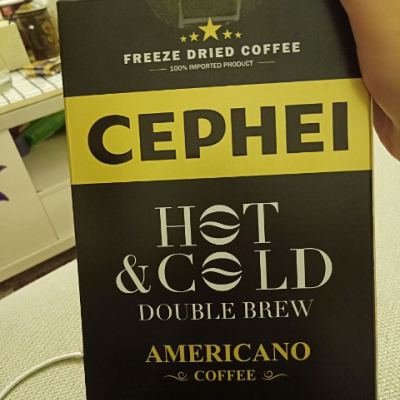 FREEZE DRIED COFFEE
100% IMPORTED PRODUCT
CEPHEI
HOT
& COLD
DOUBLE BREW
AMERICANO
COFFEE